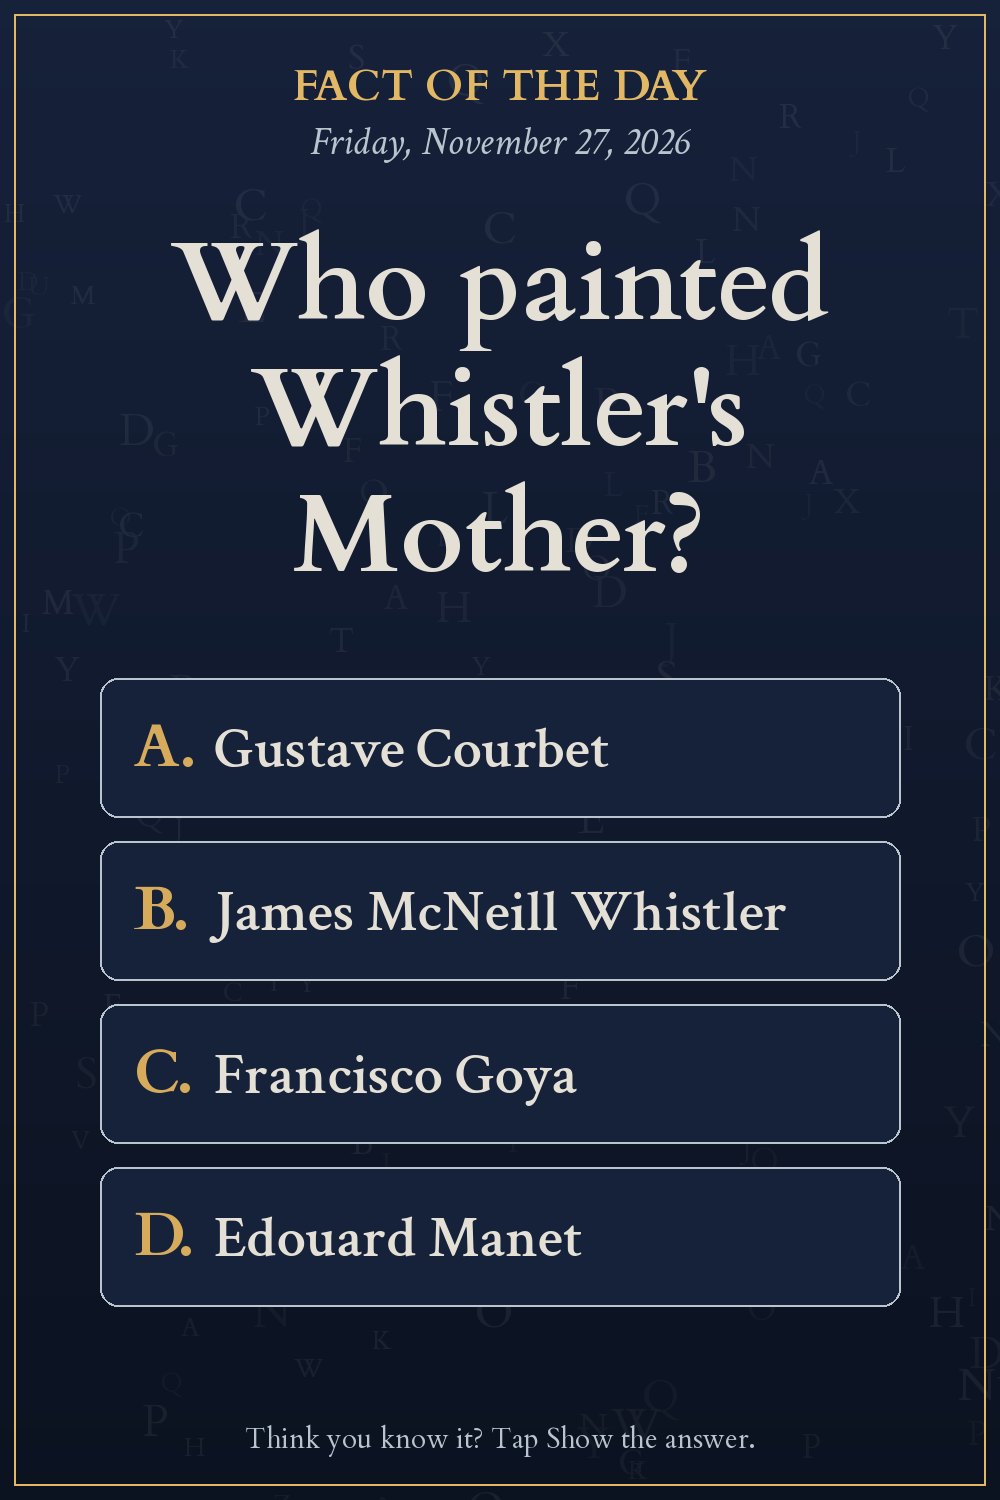 FACT OF THE DAY
Friday, November 27, 2026
Who painted
Whistler's
Mother?
A. Gustave Courbet
B. James McNeill Whistler
C. Francisco Goya
D. Edouard Manet
Think you know it? Tap Show the answer.